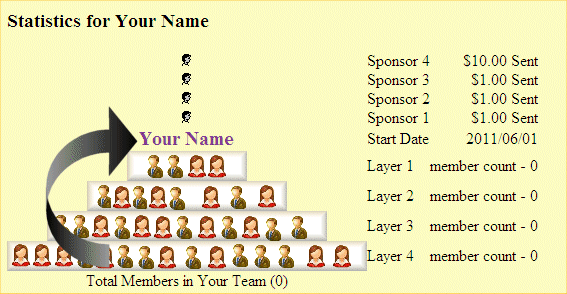 Statistics for Your Name
Sponsor 4 $10.00 Sent
Sponsor 3 $1.00 Sent
Sponsor 2 $1.00 Sent
Sponsor 1 $1.00 Sent
Your Name Start Date 2011/06/01
Layer 1 member count - 0
Layer 2 member count - 0
Layer 3 member count - 0
Layer 4 member count - 0
Total Members in Your Team (0)